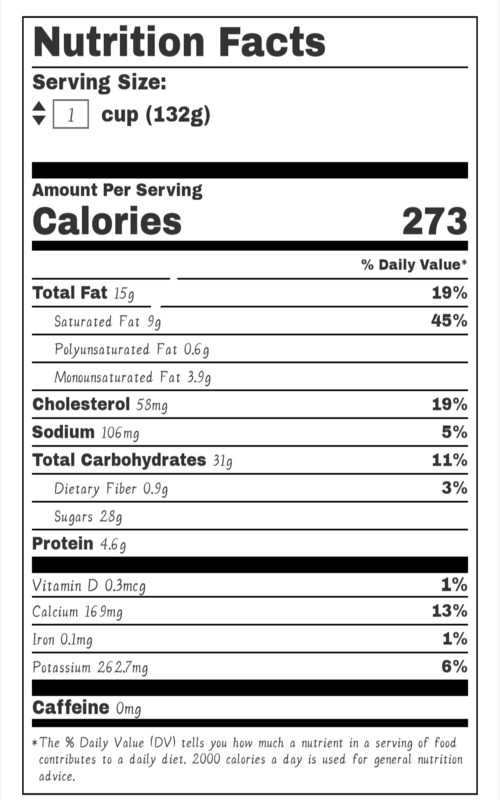 Nutrition Facts
Serving Size:
1 cup (132g)
Amount Per Serving
Calories 273
% Daily Value*
Total Fat 15g 19%
Saturated Fat 9g 45%
Polyunsaturated Fat 0.6g
Monounsaturated Fat 3.9g
Cholesterol 58mg 19%
Sodium 106mg 5%
Total Carbohydrates 31g 11%
Dietary Fiber 0.9g 3%
Sugars 28g
Protein 4.6g
Vitamin D 0.3mcg 1%
Calcium 169mg 13%
Iron 0.1mg 1%
Potassium 262.7mg 6%
Caffeine 0mg
*The % Daily Value (DV) tells you how much a nutrient in a serving of food
contributes to a daily diet. 2000 calories a day is used for general nutrition
advice.